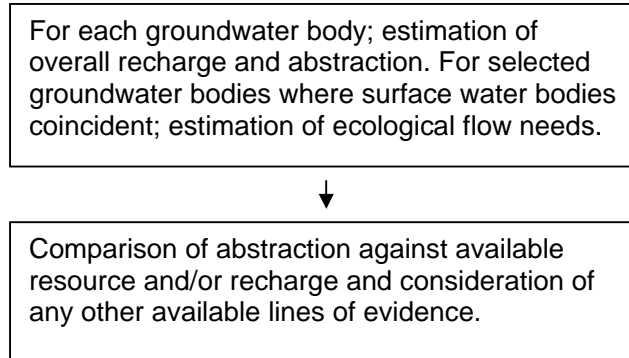 For each groundwater body; estimation of
overall recharge and abstraction. For selected
groundwater bodies where surface water bodies
coincident; estimation of ecological flow needs.
Comparison of abstraction against available
resource and/or recharge and consideration of
any other available lines of evidence.